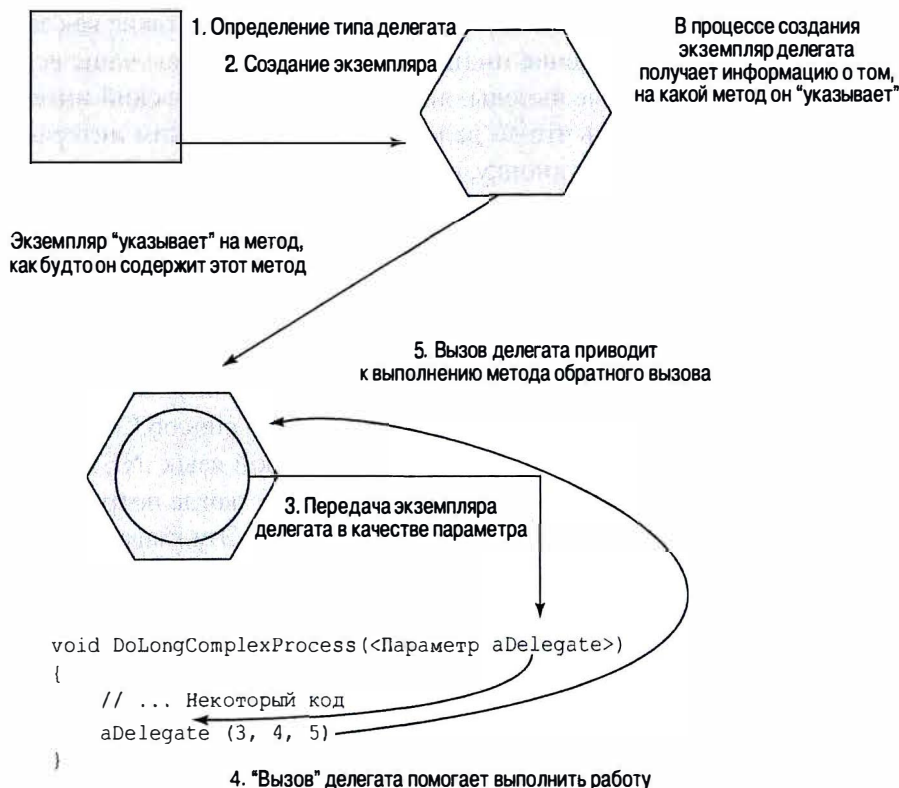 1. Определение типа делегата
2. Создание экземпляра
В процессе создания
экземпляр делегата
получает информацию о том,
на какой метод он "указывает"
Экземпляр "указывает" на метод,
как будто он содержит этот метод
5. Вызов делегата приводит
к выполнению метода обратного вызова
3. Передача экземпляра
делегата в качестве параметра
void DoLongComplexProcess(<Параметр aDelegate>)
{
// ... Некоторый код
aDelegate (3, 4, 5)
}
4. "Вызов" делегата помогает выполнить работу